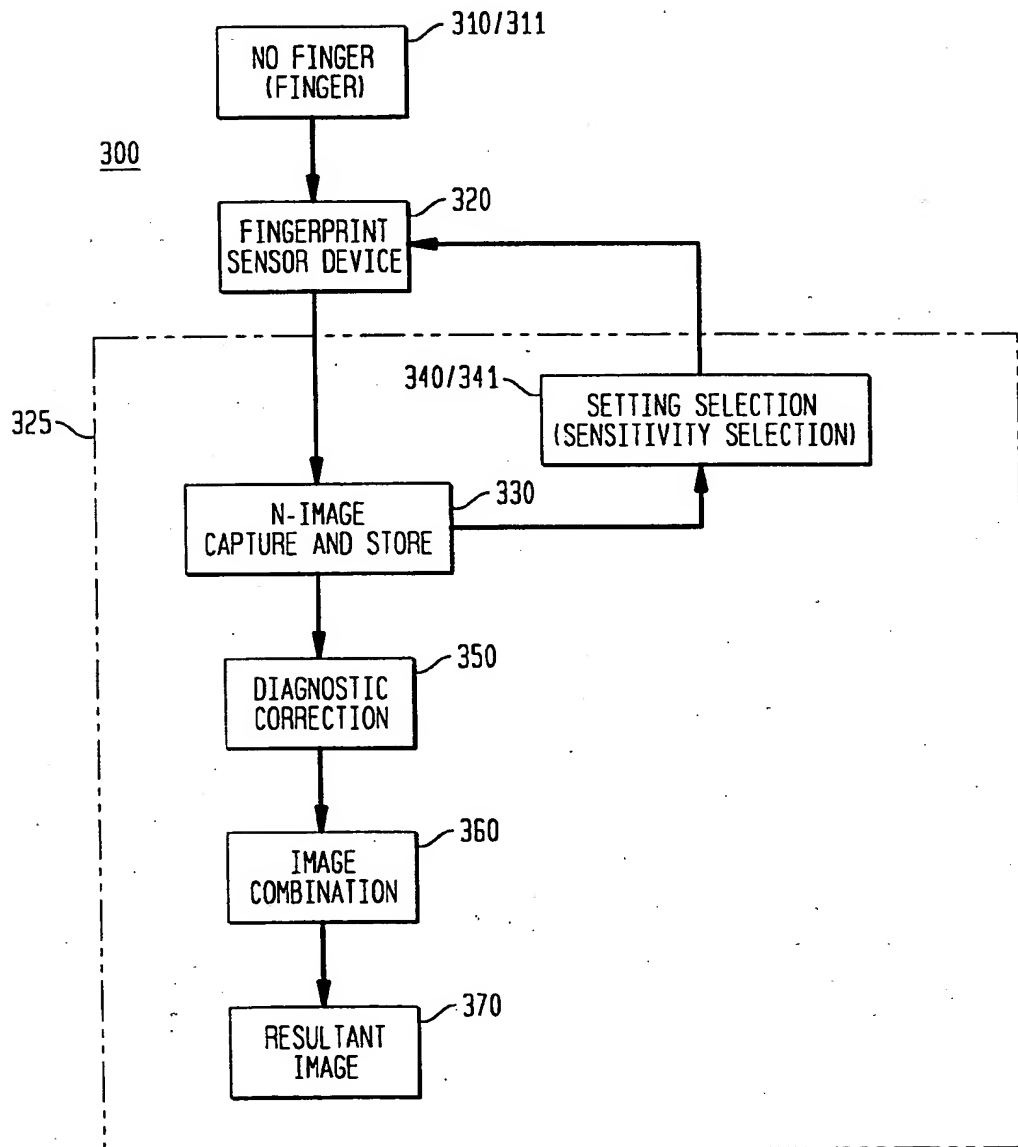 310/311
NO FINGER
(FINGER)
300
320
FINGERPRINT
SENSOR DEVICE
340/341
SETTING SELECTION
(SENSITIVITY SELECTION)
325
330
N-IMAGE
CAPTURE AND STORE
350
DIAGNOSTIC
CORRECTION
360
IMAGE
COMBINATION
370
RESULTANT
IMAGE